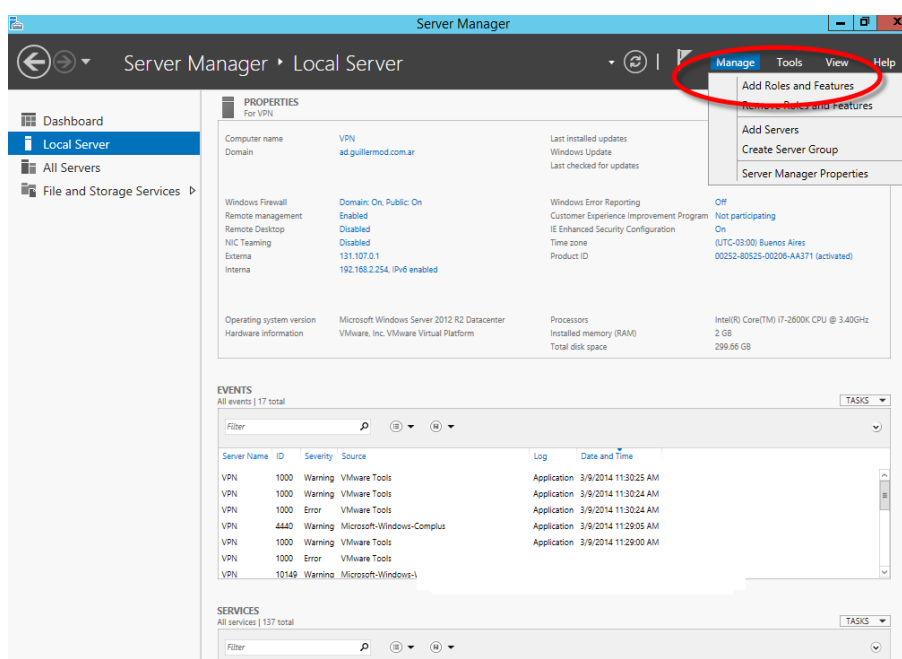 Server Manager
Server Manager • Local Server
Manage Tools View Help
Add Roles and Features
Remove Roles and Features
Add Servers
Create Server Group
Server Manager Properties
Dashboard
Local Server
All Servers
File and Storage Services
PROPERTIES
For VPN
Computer name VPN Last installed updates
Domain ad.guillermod.com.ar Windows Update
Last checked for updates
Windows Firewall Domain: On, Public: On Windows Error Reporting Off
Remote management Enabled Customer Experience Improvement Program Not participating
Remote Desktop Disabled IE Enhanced Security Configuration On
NIC Teaming Disabled Time zone (UTC-03:00) Buenos Aires
Externa 131.107.0.1 Product ID 00252-80525-00206-AA371 (activated)
Interna 192.168.2.254, IPv6 enabled
Operating system version Microsoft Windows Server 2012 R2 Datacenter Processors Intel(R) Core(TM) i7-2600K CPU @ 3.40GHz
Hardware information VMware, Inc. VMware Virtual Platform Installed memory (RAM) 2 GB
Total disk space 299.66 GB
EVENTS
All events | 17 total
TASKS
Filter
Server Name ID Severity Source Log Date and Time
VPN 1000 Warning VMware Tools Application 3/9/2014 11:30:25 AM
VPN 1000 Warning VMware Tools Application 3/9/2014 11:30:24 AM
VPN 1000 Error VMware Tools Application 3/9/2014 11:30:24 AM
VPN 4440 Warning Microsoft-Windows-Complus Application 3/9/2014 11:29:05 AM
VPN 1000 Warning VMware Tools Application 3/9/2014 11:29:00 AM
VPN 1000 Error VMware Tools
VPN 10149 Warning Microsoft-Windows-
SERVICES
All services | 137 total
TASKS
Filter